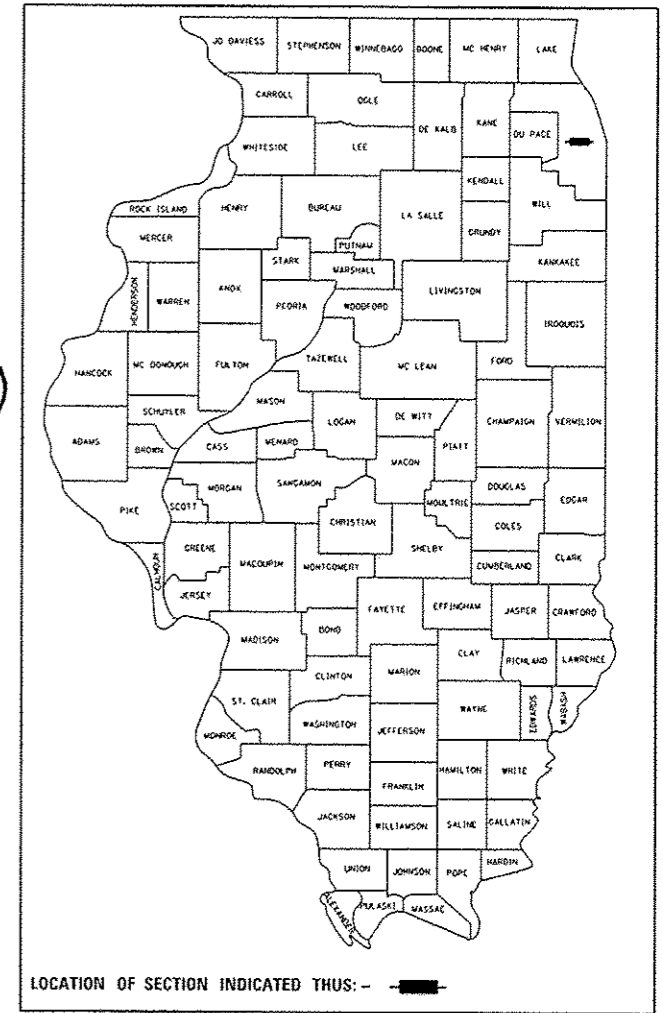 JO DAVIESS STEPHENSON WINNEBAGO BOONE MC HENRY LAKE
CARROLL OGLE DE KALB KANE DU PAGE
WHITESIDE LEE
KENDALL WILL
ROCK ISLAND HENRY BUREAU LA SALLE GRUNDY
MERCER PUTNAM KANKAKEE
STARK MARSHALL
HENDERSON WARREN KNOX PEORIA WOODFORD LIVINGSTON IROQUOIS
HANCOCK MC DONOUGH FULTON TAZEWELL MC LEAN FORD
MASON
SCHUYLER LOGAN DE WITT CHAMPAIGN VERMILION
ADAMS BROWN CASS MENARD PIATT
MACON
PIKE SCOTT MORGAN SANGAMON MOULTRIE DOUGLAS EDGAR
CHRISTIAN COLES
CALHOUN GREENE MACOUPIN MONTGOMERY SHELBY CUMBERLAND CLARK
JERSEY
FAYETTE EFFINGHAM JASPER CRAWFORD
MADISON BOND
CLAY RICHLAND LAWRENCE
CLINTON MARION
ST. CLAIR WAYNE EDWARDS WABASH
WASHINGTON JEFFERSON
MONROE
RANDOLPH PERRY HAMILTON WHITE
FRANKLIN
JACKSON WILLIAMSON SALINE GALLATIN
UNION JOHNSON POPE HARDIN
ALEXANDER PULASKI MASSAC
LOCATION OF SECTION INDICATED THUS: -